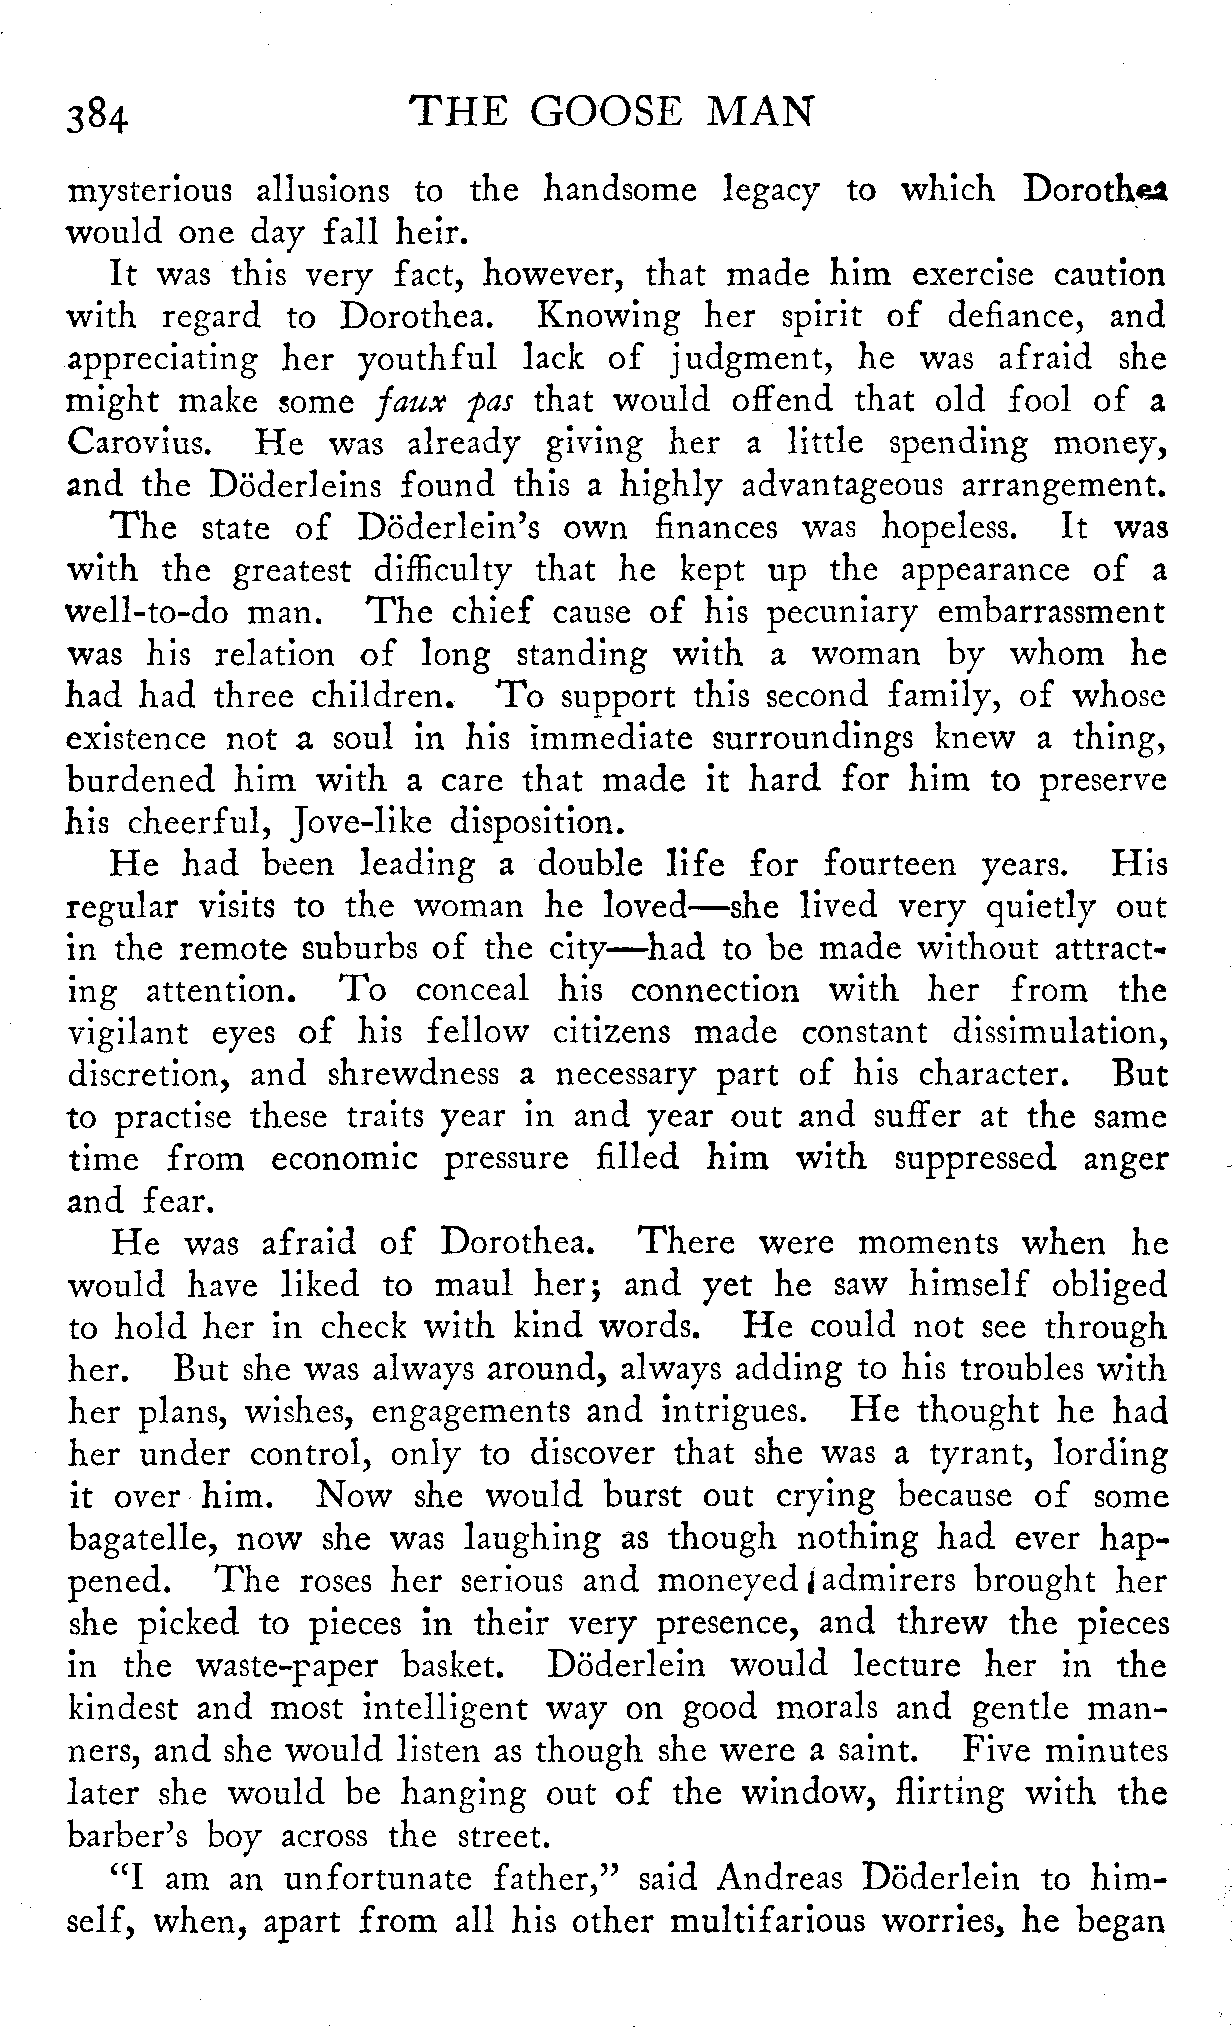 384 THE GOOSE MAN
mysterious allusions to the handsome legacy to which Dorothea
would one day fall heir.
It was this very fact, however, that made him exercise caution
with regard to Dorothea. Knowing her spirit of defiance, and
appreciating her youthful lack of judgment, he was afraid she
might make some faux pas that would offend that old fool of a
Carovius. He was already giving her a little spending money,
and the Döderleins found this a highly advantageous arrangement.
The state of Döderlein's own finances was hopeless. It was
with the greatest difficulty that he kept up the appearance of a
well-to-do man. The chief cause of his pecuniary embarrassment
was his relation of long standing with a woman by whom he
had had three children. To support this second family, of whose
existence not a soul in his immediate surroundings knew a thing,
burdened him with a care that made it hard for him to preserve
his cheerful, Jove-like disposition.
He had been leading a double life for fourteen years. His
regular visits to the woman he loved—she lived very quietly out
in the remote suburbs of the city—had to be made without attract-
ing attention. To conceal his connection with her from the
vigilant eyes of his fellow citizens made constant dissimulation,
discretion, and shrewdness a necessary part of his character. But
to practise these traits year in and year out and suffer at the same
time from economic pressure filled him with suppressed anger
and fear.
He was afraid of Dorothea. There were moments when he
would have liked to maul her; and yet he saw himself obliged
to hold her in check with kind words. He could not see through
her. But she was always around, always adding to his troubles with
her plans, wishes, engagements and intrigues. He thought he had
her under control, only to discover that she was a tyrant, lording
it over him. Now she would burst out crying because of some
bagatelle, now she was laughing as though nothing had ever hap-
pened. The roses her serious and moneyed admirers brought her
she picked to pieces in their very presence, and threw the pieces
in the waste-paper basket. Döderlein would lecture her in the
kindest and most intelligent way on good morals and gentle man-
ners, and she would listen as though she were a saint. Five minutes
later she would be hanging out of the window, flirting with the
barber's boy across the street.
"I am an unfortunate father," said Andreas Döderlein to him-
self, when, apart from all his other multifarious worries, he began